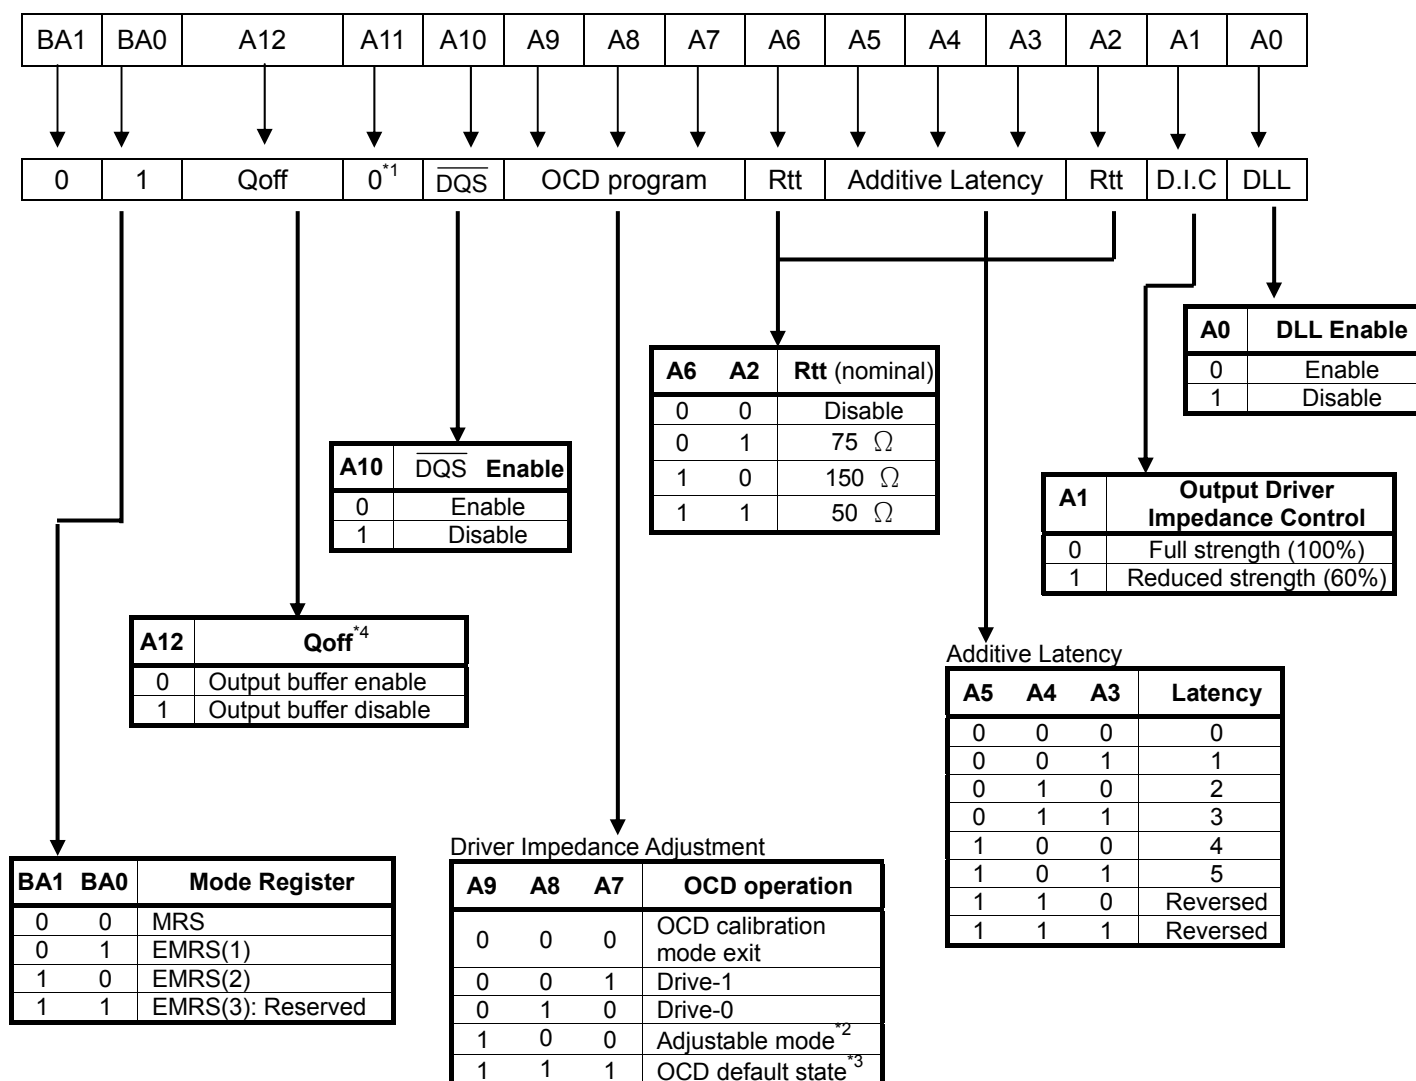 BA1 BA0 A12 A11 A10 A9 A8 A7 A6 A5 A4 A3 A2 A1 A0
0 1 Qoff 0*1 D̅Q̅S̅ OCD program Rtt Additive Latency Rtt D.I.C DLL
A0 DLL Enable
0 Enable
1 Disable
A6 A2 Rtt (nominal)
0 0 Disable
0 1 75 Ω
1 0 150 Ω
1 1 50 Ω
A10 D̅Q̅S̅ Enable
0 Enable
1 Disable
A1 Output Driver
Impedance Control
0 Full strength (100%)
1 Reduced strength (60%)
A12 Qoff*4
0 Output buffer enable
1 Output buffer disable
Additive Latency
A5 A4 A3 Latency
0 0 0 0
0 0 1 1
0 1 0 2
0 1 1 3
1 0 0 4
1 0 1 5
1 1 0 Reversed
1 1 1 Reversed
BA1 BA0 Mode Register
0 0 MRS
0 1 EMRS(1)
1 0 EMRS(2)
1 1 EMRS(3): Reserved
Driver Impedance Adjustment
A9 A8 A7 OCD operation
0 0 0 OCD calibration
mode exit
0 0 1 Drive-1
0 1 0 Drive-0
1 0 0 Adjustable mode*2
1 1 1 OCD default state*3